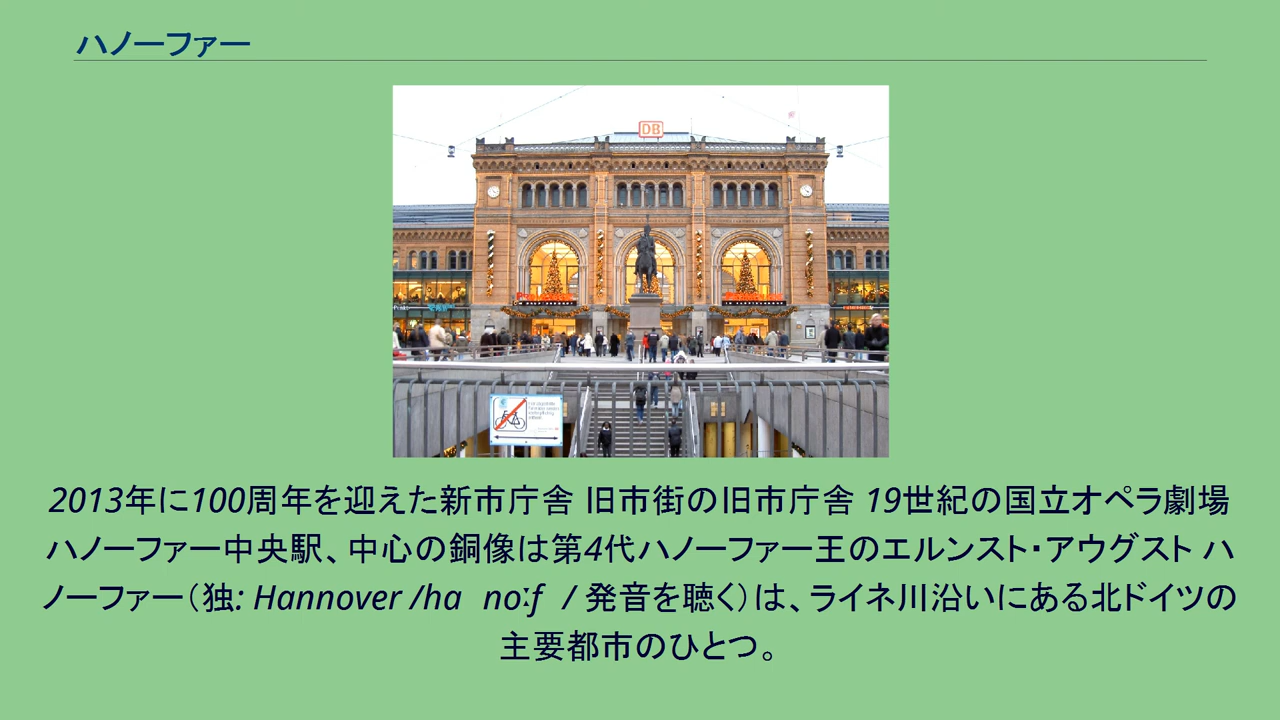 ハノーファー
DB
2013年に100周年を迎えた新市庁舎 旧市街の旧市庁舎 19世紀の国立オペラ劇場
ハノーファー中央駅、中心の銅像は第4代ハノーファー王のエルンスト・アウグスト ハ
ノーファー（独: Hannover /ha noːf / 発音を聴く）は、ライネ川沿いにある北ドイツの
主要都市のひとつ。